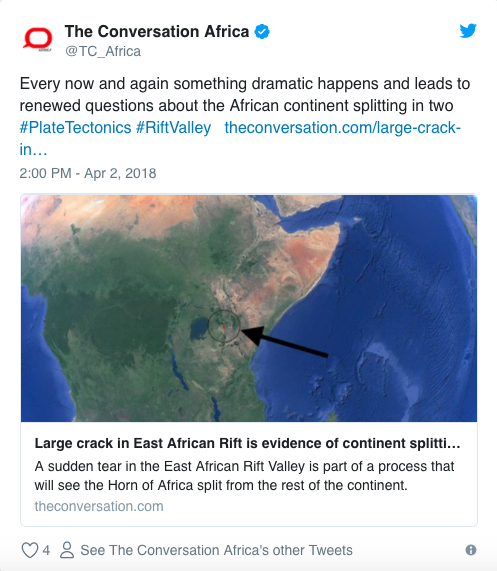 The Conversation Africa
@TC_Africa
Every now and again something dramatic happens and leads to
renewed questions about the African continent splitting in two
#PlateTectonics #RiftValley theconversation.com/large-crack-
in…
2:00 PM - Apr 2, 2018
Large crack in East African Rift is evidence of continent splitti…
A sudden tear in the East African Rift Valley is part of a process that
will see the Horn of Africa split from the rest of the continent.
theconversation.com
4 See The Conversation Africa's other Tweets